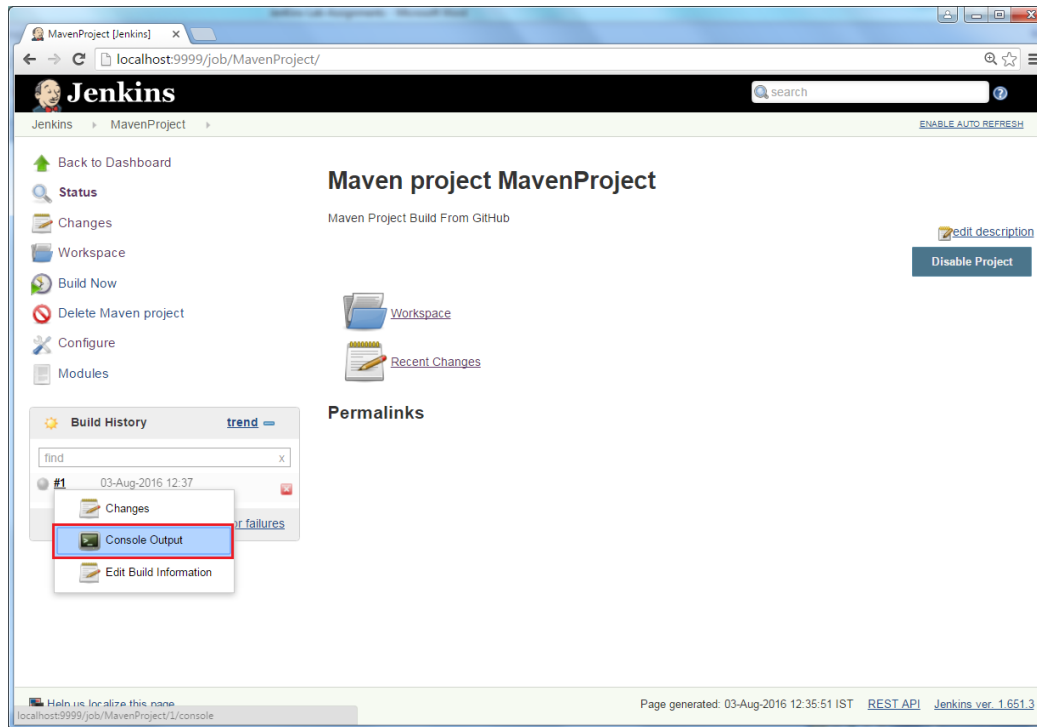 MavenProject [Jenkins] x
localhost:9999/job/MavenProject/
Jenkins
search
Jenkins MavenProject
ENABLE AUTO REFRESH
Back to Dashboard
Status
Changes
Workspace
Build Now
Delete Maven project
Configure
Modules
Maven project MavenProject
Maven Project Build From GitHub
edit description
Disable Project
Workspace
Recent Changes
Permalinks
Build History trend
find x
#1 03-Aug-2016 12:37
Changes
or failures
Console Output
Edit Build Information
Help us localize this page
localhost:9999/job/MavenProject/1/console
Page generated: 03-Aug-2016 12:35:51 IST REST API Jenkins ver. 1.651.3